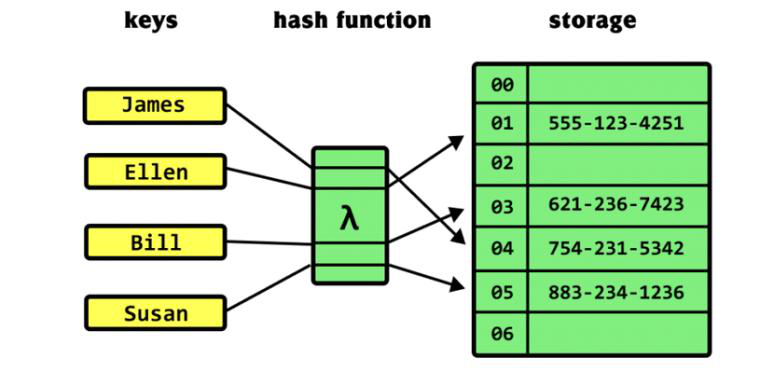 keys hash function storage
James
Ellen
Bill
Susan
λ
00
01 555-123-4251
02
03 621-236-7423
04 754-231-5342
05 883-234-1236
06